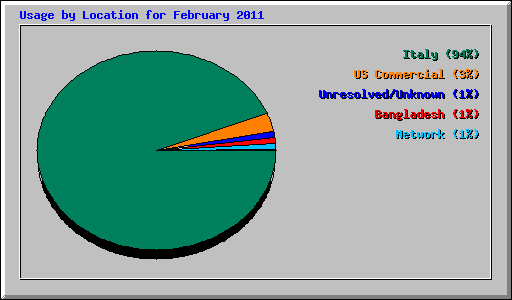 Usage by Location for February 2011
Italy (94%)
US Commercial (3%)
Unresolved/Unknown (1%)
Bangladesh (1%)
Network (1%)